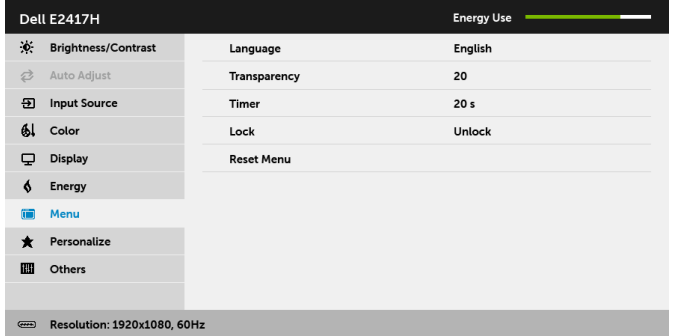 Dell E2417H Energy Use
Brightness/Contrast Language English
Auto Adjust Transparency 20
Input Source Timer 20 s
Color Lock Unlock
Display Reset Menu
Energy
Menu
Personalize
Others
Resolution: 1920x1080, 60Hz